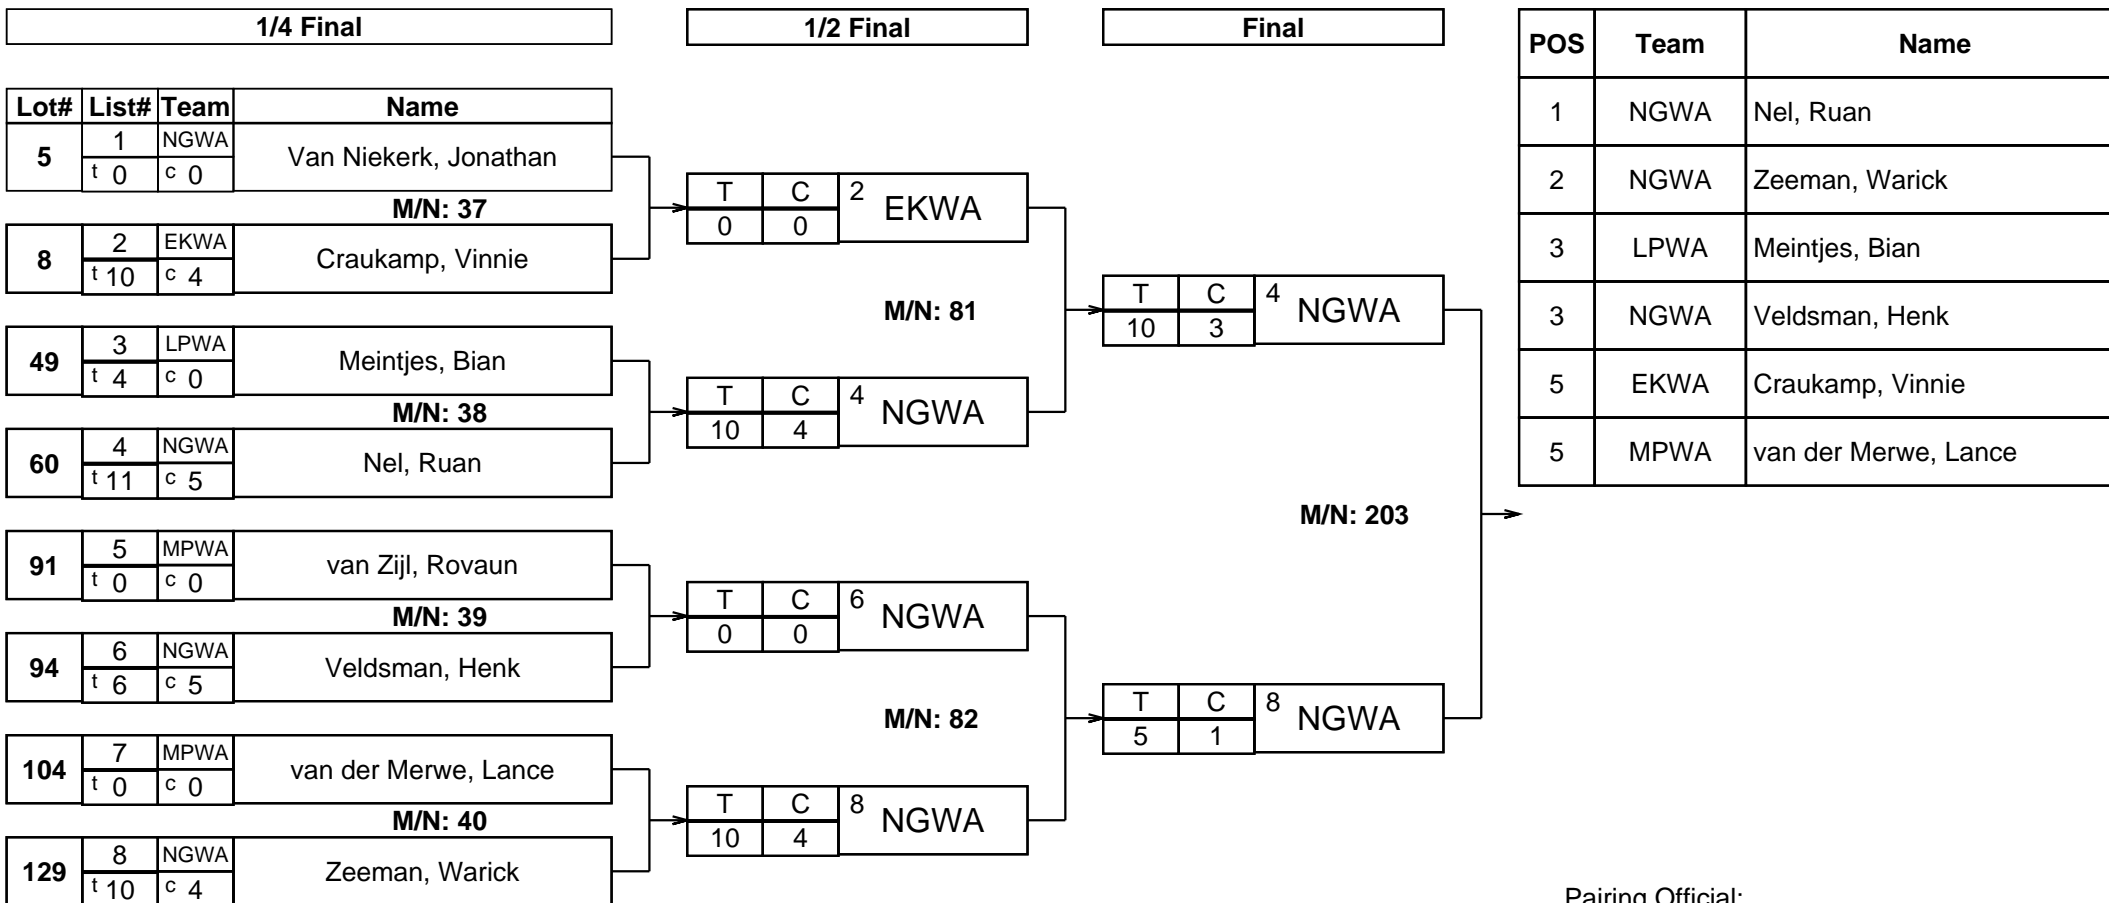 1/4 Final
1/2 Final
Final
Lot# List# Team Name
5 1 NGWA Van Niekerk, Jonathan
t 0 c 0
M/N: 37
8 2 EKWA Craukamp, Vinnie
t 10 c 4
49 3 LPWA Meintjes, Bian
t 4 c 0
M/N: 38
60 4 NGWA Nel, Ruan
t 11 c 5
91 5 MPWA van Zijl, Rovaun
t 0 c 0
M/N: 39
94 6 NGWA Veldsman, Henk
t 6 c 5
104 7 MPWA van der Merwe, Lance
t 0 c 0
M/N: 40
129 8 NGWA Zeeman, Warick
t 10 c 4
T C 2 EKWA
0 0
M/N: 81
T C 4 NGWA
10 4
T C 6 NGWA
0 0
M/N: 82
T C 8 NGWA
10 4
T C 4 NGWA
10 3
M/N: 203
T C 8 NGWA
5 1
POS Team Name
1 NGWA Nel, Ruan
2 NGWA Zeeman, Warick
3 LPWA Meintjes, Bian
3 NGWA Veldsman, Henk
5 EKWA Craukamp, Vinnie
5 MPWA van der Merwe, Lance
Pairing Official: